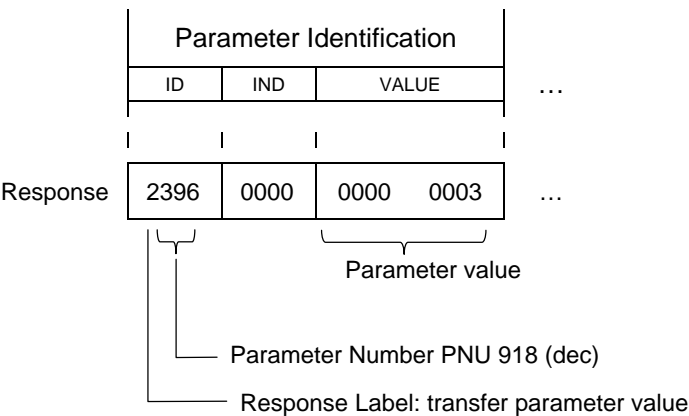 Parameter Identification
ID IND VALUE ...
Response 2396 0000 0000 0003 ...
Parameter value
Parameter Number PNU 918 (dec)
Response Label: transfer parameter value